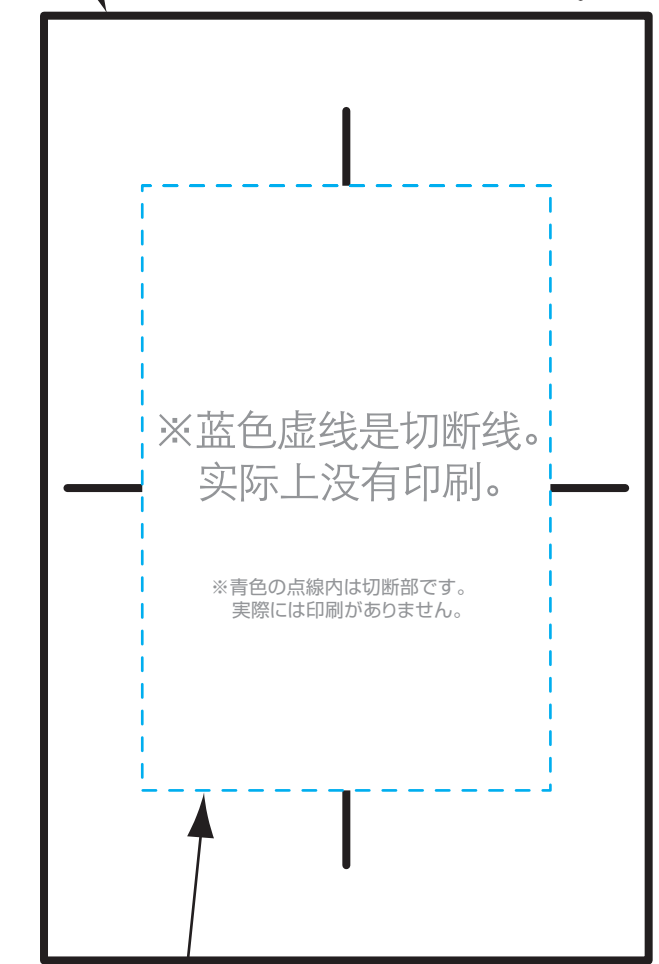 ※蓝色虚线是切断线。
实际上没有印刷。
※青色の点線内は切断部です。
実際には印刷がありません。